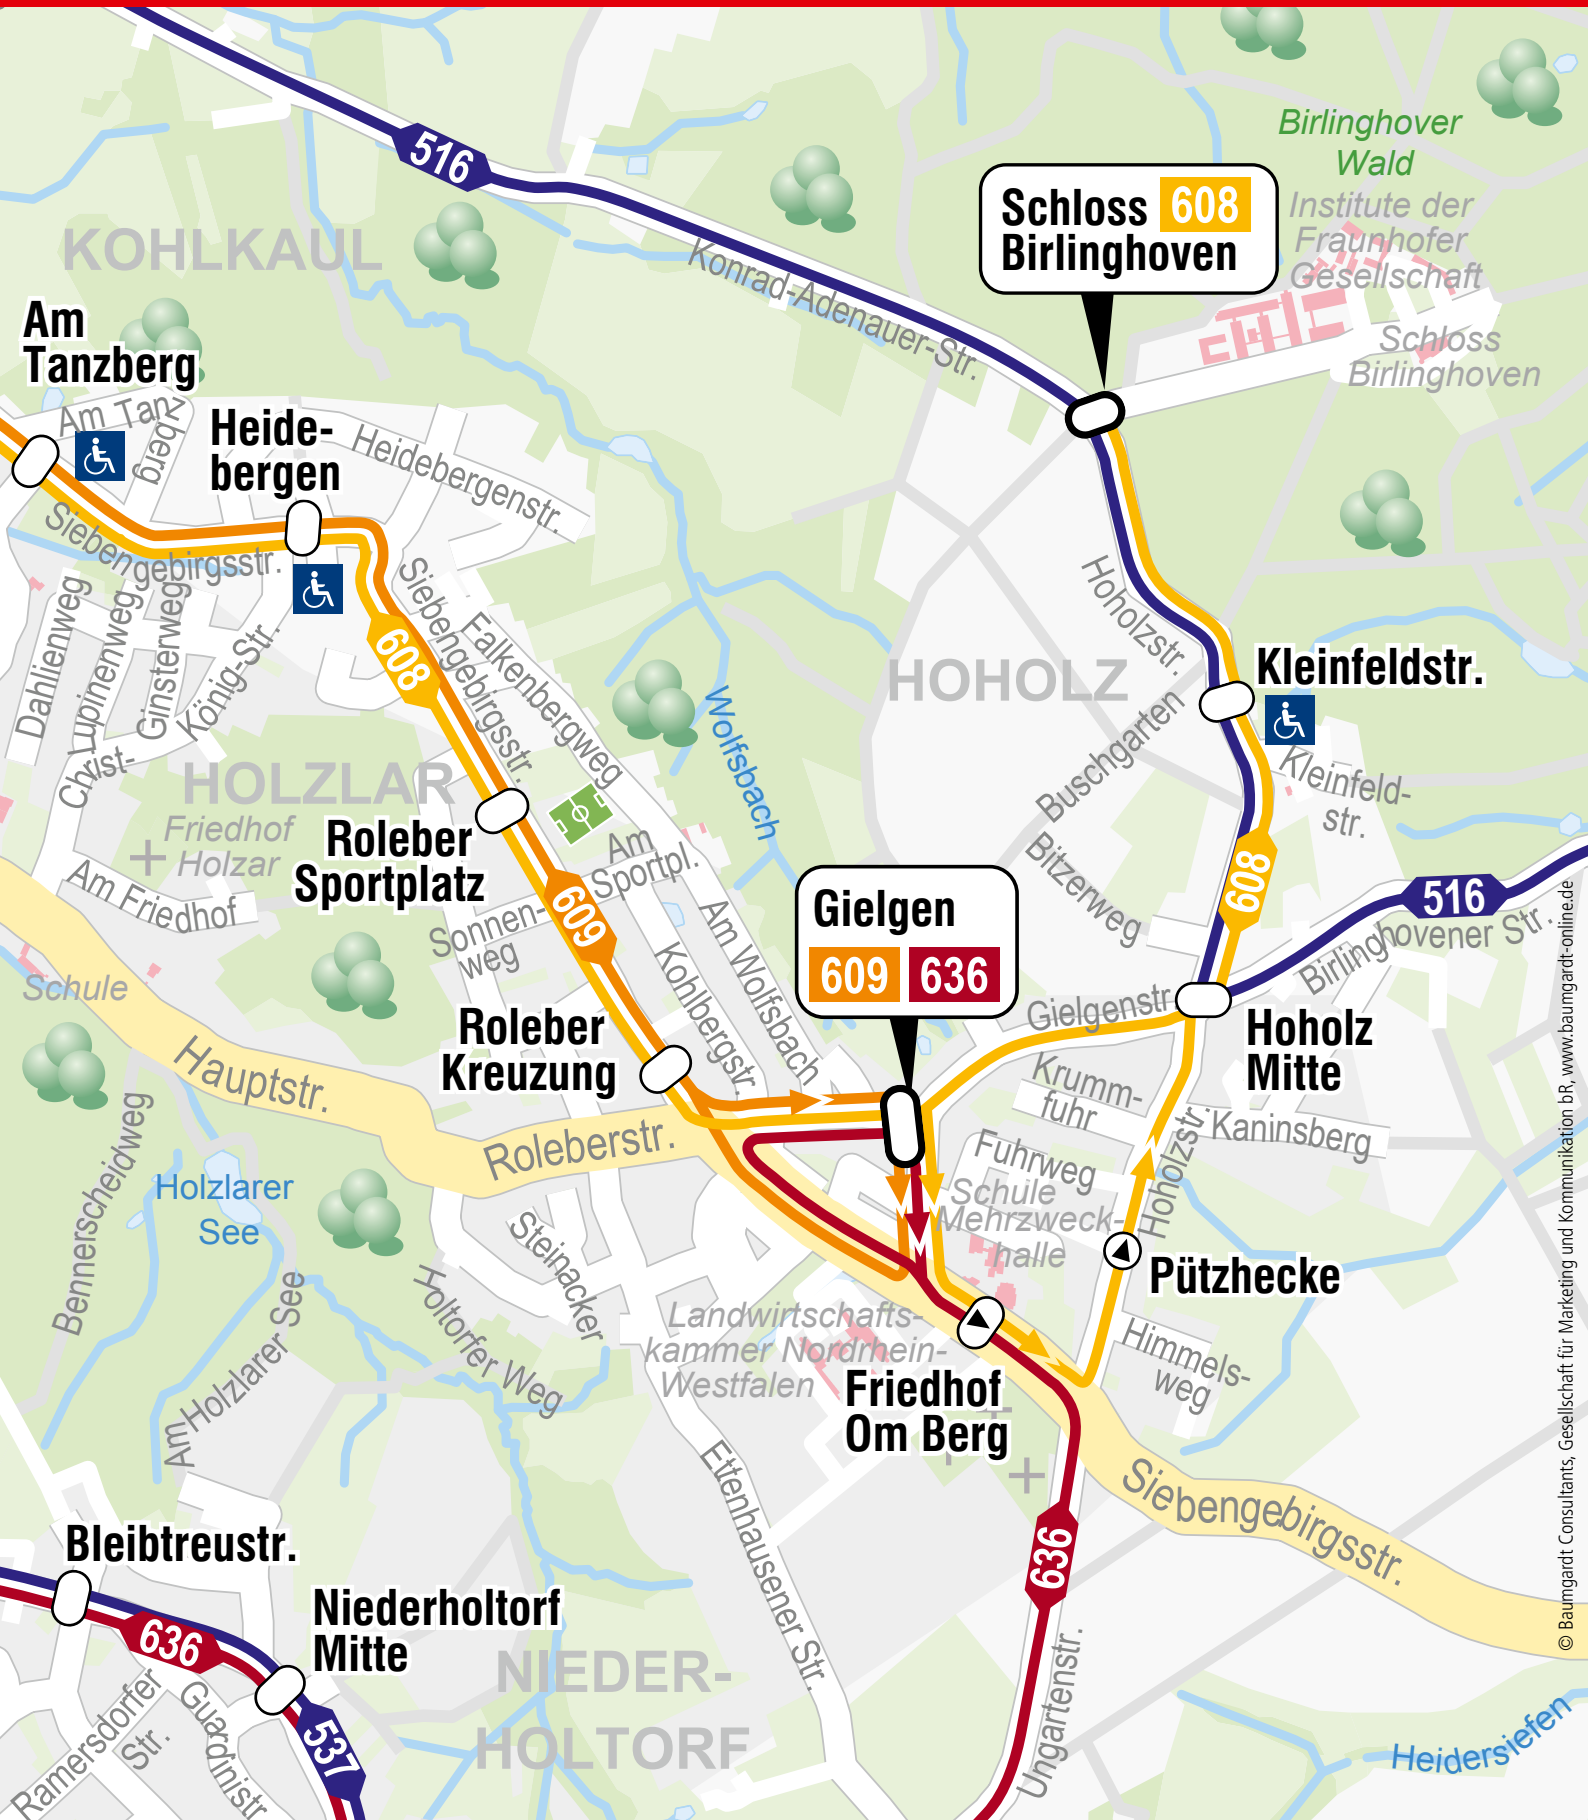 516
Birlinghover
Wald
Schloss 608
Birlinghoven
Institute der
Fraunhofer
Gesellschaft
KOHLKAUL
Konrad-Adenauer-Str.
Schloss
Birlinghoven
Am
Tanzberg
Am Tanz
berg
Heide-
bergen
Heidebergenstr.
Siebengebirgsstr.
Siebengebirgsstr.
Falkenbergweg
Hoholzstr.
Dahlienweg
Lupinenweg
Ginsterweg
Christ-
König-Str.
608
HOHOLZ
Kleinfeldstr.
Wolfsbach
Buschgarten
Kleinfeld-
str.
HOLZLAR
Friedhof
Holzar
Roleber
Sportplatz
Am
Sportpl.
Bitzerweg
608
516
Am Friedhof
609
Gielgen
609 636
Sonnen-
weg
Am Wolfsbach
Kohlbergstr.
Birlinghovener Str.
Schule
Gielgenstr.
Hoholz
Mitte
Roleber
Kreuzung
Hauptstr.
Krumm-
fuhr
Kaninsberg
Roleberstr.
Fuhrweg
Hoholzstr.
Bennerscheidweg
Holzlarer
See
Schule
Mehrzweck-
halle
Steinacker
Pützhecke
Holtorfer Weg
Am Holzlarer See
Landwirtschafts-
kammer Nordrhein-
Westfalen
Himmels-
weg
Friedhof
Om Berg
Ettenhausener Str.
Siebengebirgsstr.
Bleibtreustr.
636
636
Niederholtorf
Mitte
NIEDER-
HOLTORF
Ungartenstr.
Ramersdorfer
Str.
Guardinistr.
537
Heidersiefen
© Baumgardt Consultants, Gesellschaft für Marketing und Kommunikation bR, www.baumgardt-online.de